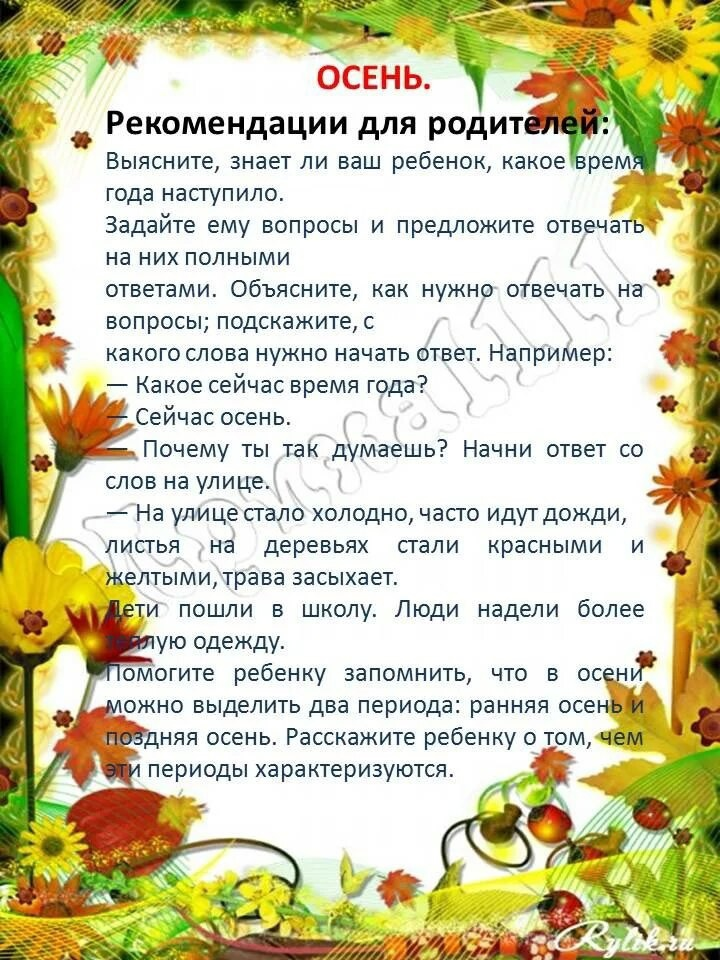 ОСЕНЬ.
Рекомендации для родителей:
Выясните, знает ли ваш ребенок, какое время
года наступило.
Задайте ему вопросы и предложите отвечать
на них полными
ответами. Объясните, как нужно отвечать на
вопросы; подскажите, с
какого слова нужно начать ответ. Например:
— Какое сейчас время года?
— Сейчас осень.
— Почему ты так думаешь? Начни ответ со
слов на улице.
— На улице стало холодно, часто идут дожди,
листья на деревьях стали красными и
желтыми, трава засыхает.
Дети пошли в школу. Люди надели более
теплую одежду.
Помогите ребенку запомнить, что в осени
можно выделить два периода: ранняя осень и
поздняя осень. Расскажите ребенку о том, чем
эти периоды характеризуются.
Rylik.ru